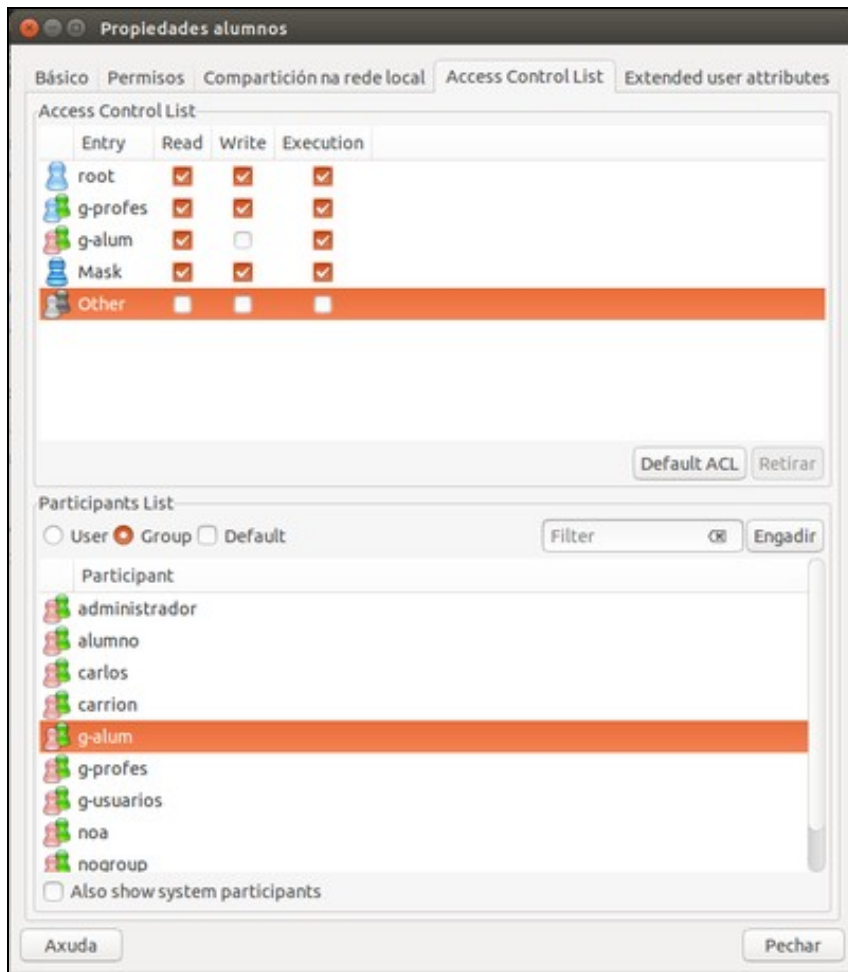 Propiedades alumnos
Básico Permisos Compartición na rede local Access Control List Extended user attributes
Access Control List
Entry Read Write Execution
root
g-profes
g-alum
Mask
Other
Default ACL Retirar
Participants List
User Group Default Filter Engadir
Participant
administrador
alumno
carlos
carrion
g-alum
g-profes
g-usuarios
noa
nogroup
Also show system participants
Axuda Pechar